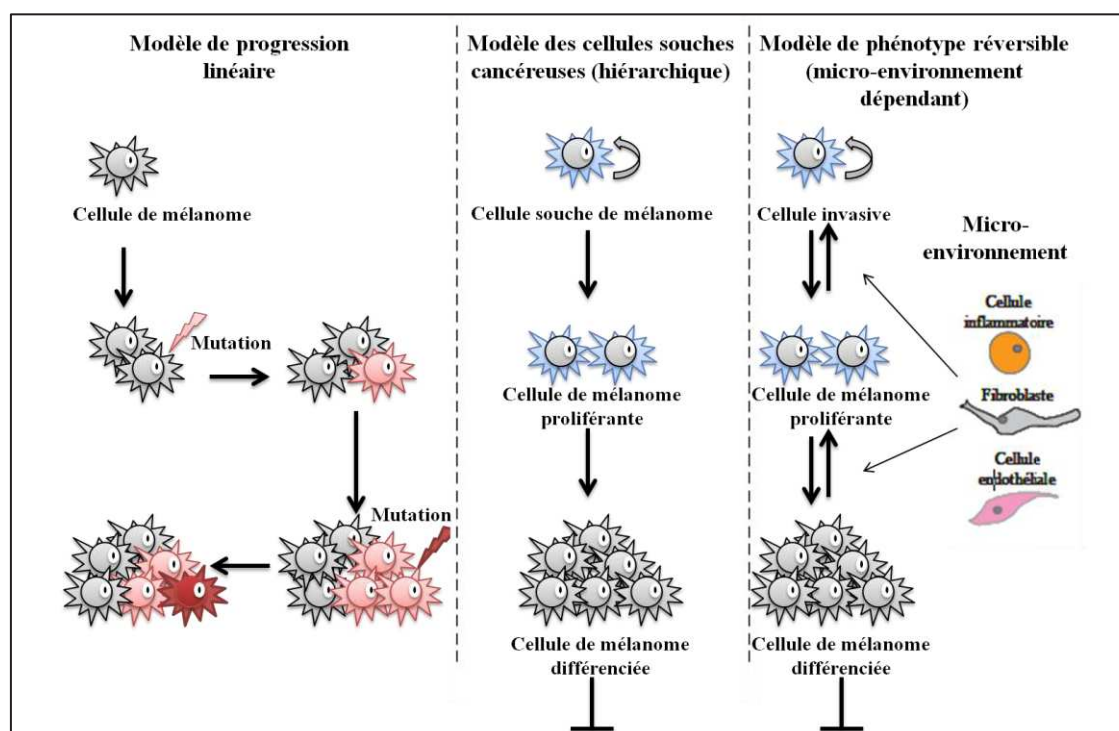 Modèle de progression
linéaire
Cellule de mélanome
Mutation
Mutation
Modèle des cellules souches
cancéreuses (hiérarchique)
Cellule souche de mélanome
Cellule de mélanome
proliférante
Cellule de mélanome
différenciée
Modèle de phénotype réversible
(micro-environnement
dépendant)
Cellule invasive
Cellule de mélanome
proliférante
Cellule de mélanome
différenciée
Micro-
environnement
Cellule
inflammatoire
Fibroblaste
Cellule
endothéliale